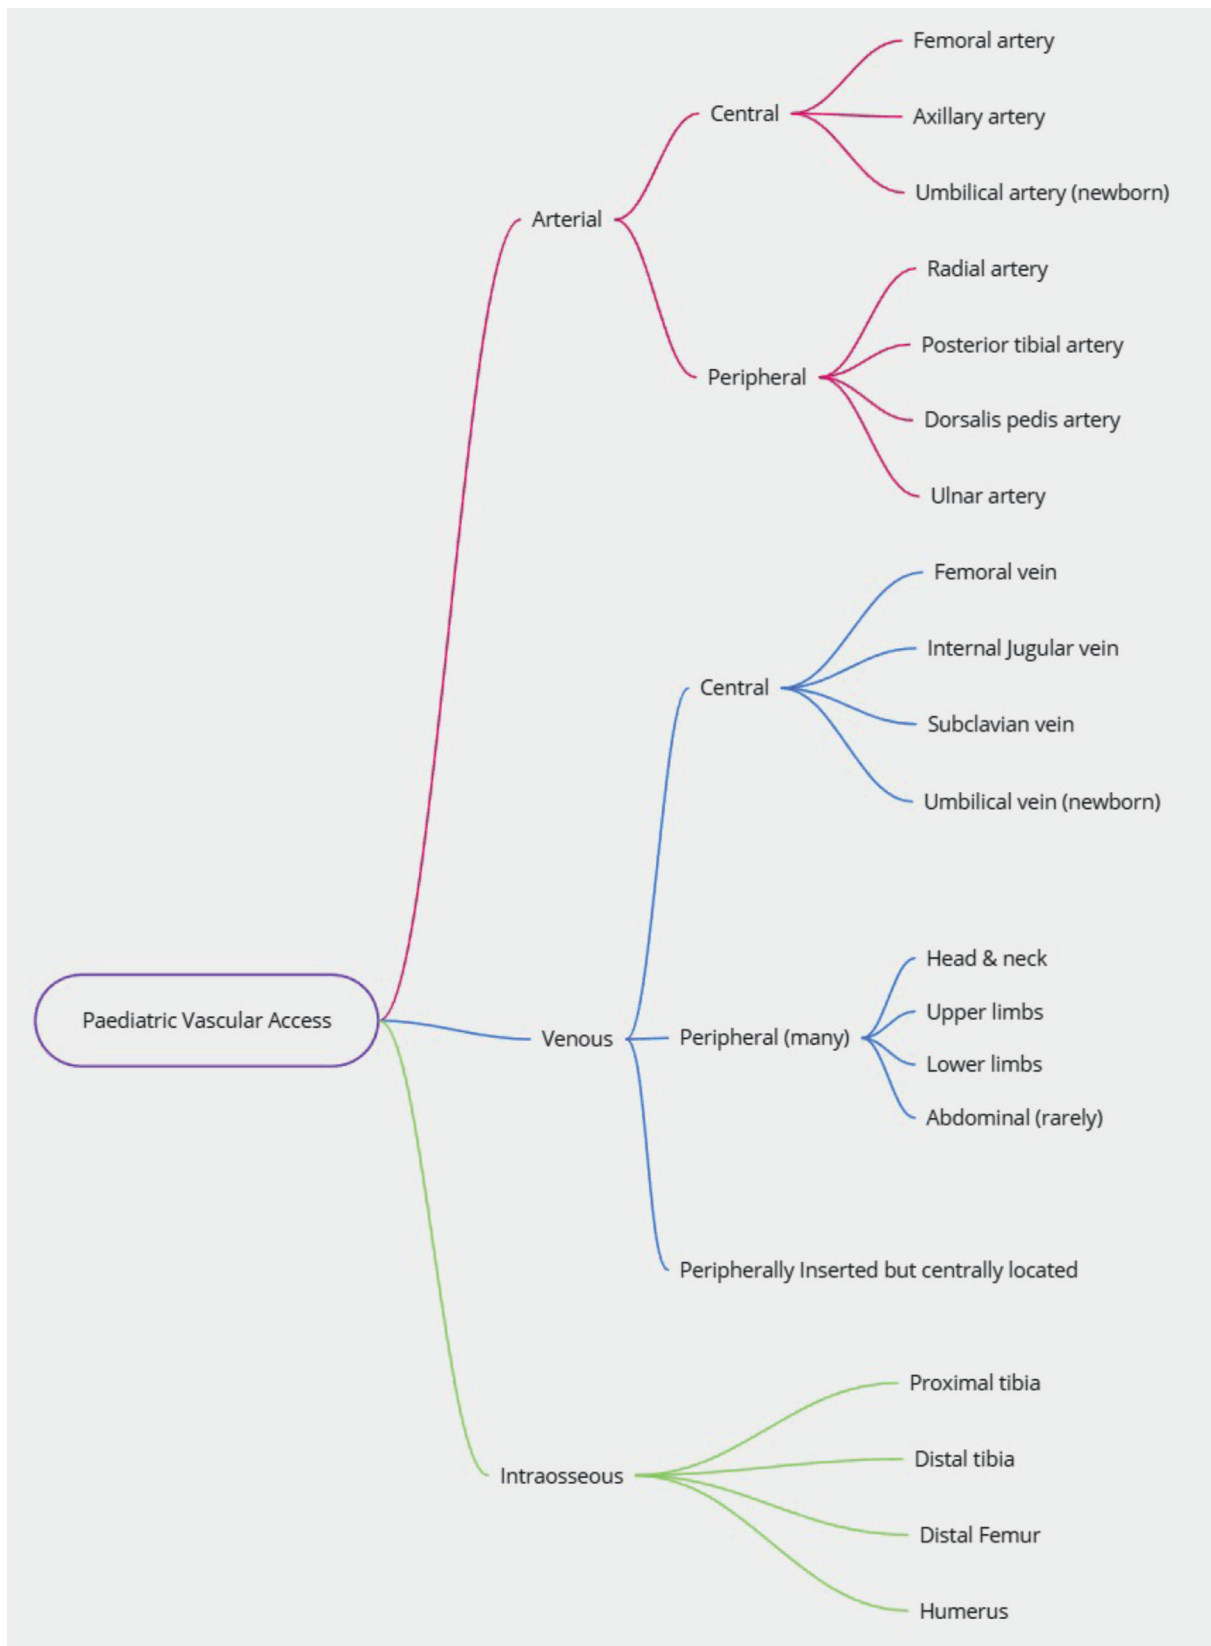 Femoral artery
Central
Axillary artery
Umbilical artery (newborn)
Arterial
Radial artery
Posterior tibial artery
Peripheral
Dorsalis pedis artery
Ulnar artery
Femoral vein
Internal Jugular vein
Central
Subclavian vein
Umbilical vein (newborn)
Head & neck
Paediatric Vascular Access
Venous
Peripheral (many)
Upper limbs
Lower limbs
Abdominal (rarely)
Peripherally Inserted but centrally located
Proximal tibia
Distal tibia
Intraosseous
Distal Femur
Humerus